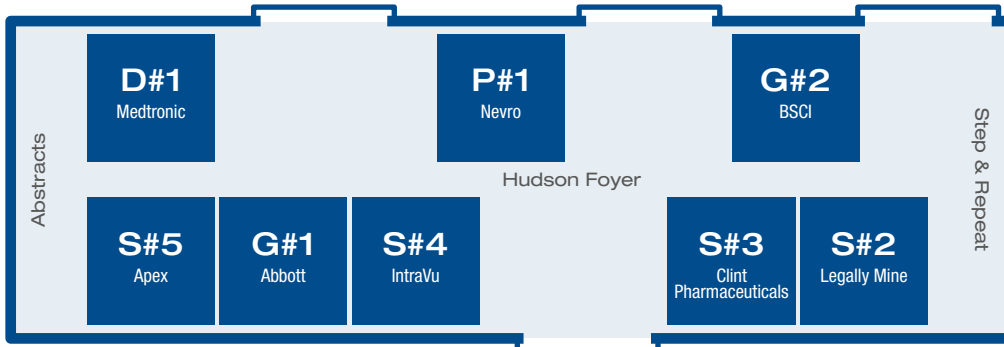 D#1
Medtronic
P#1
Nevro
G#2
BSCI
Abstracts
Hudson Foyer
Step & Repeat
S#5
Apex
G#1
Abbott
S#4
IntraVu
S#3
Clint
Pharmaceuticals
S#2
Legally Mine